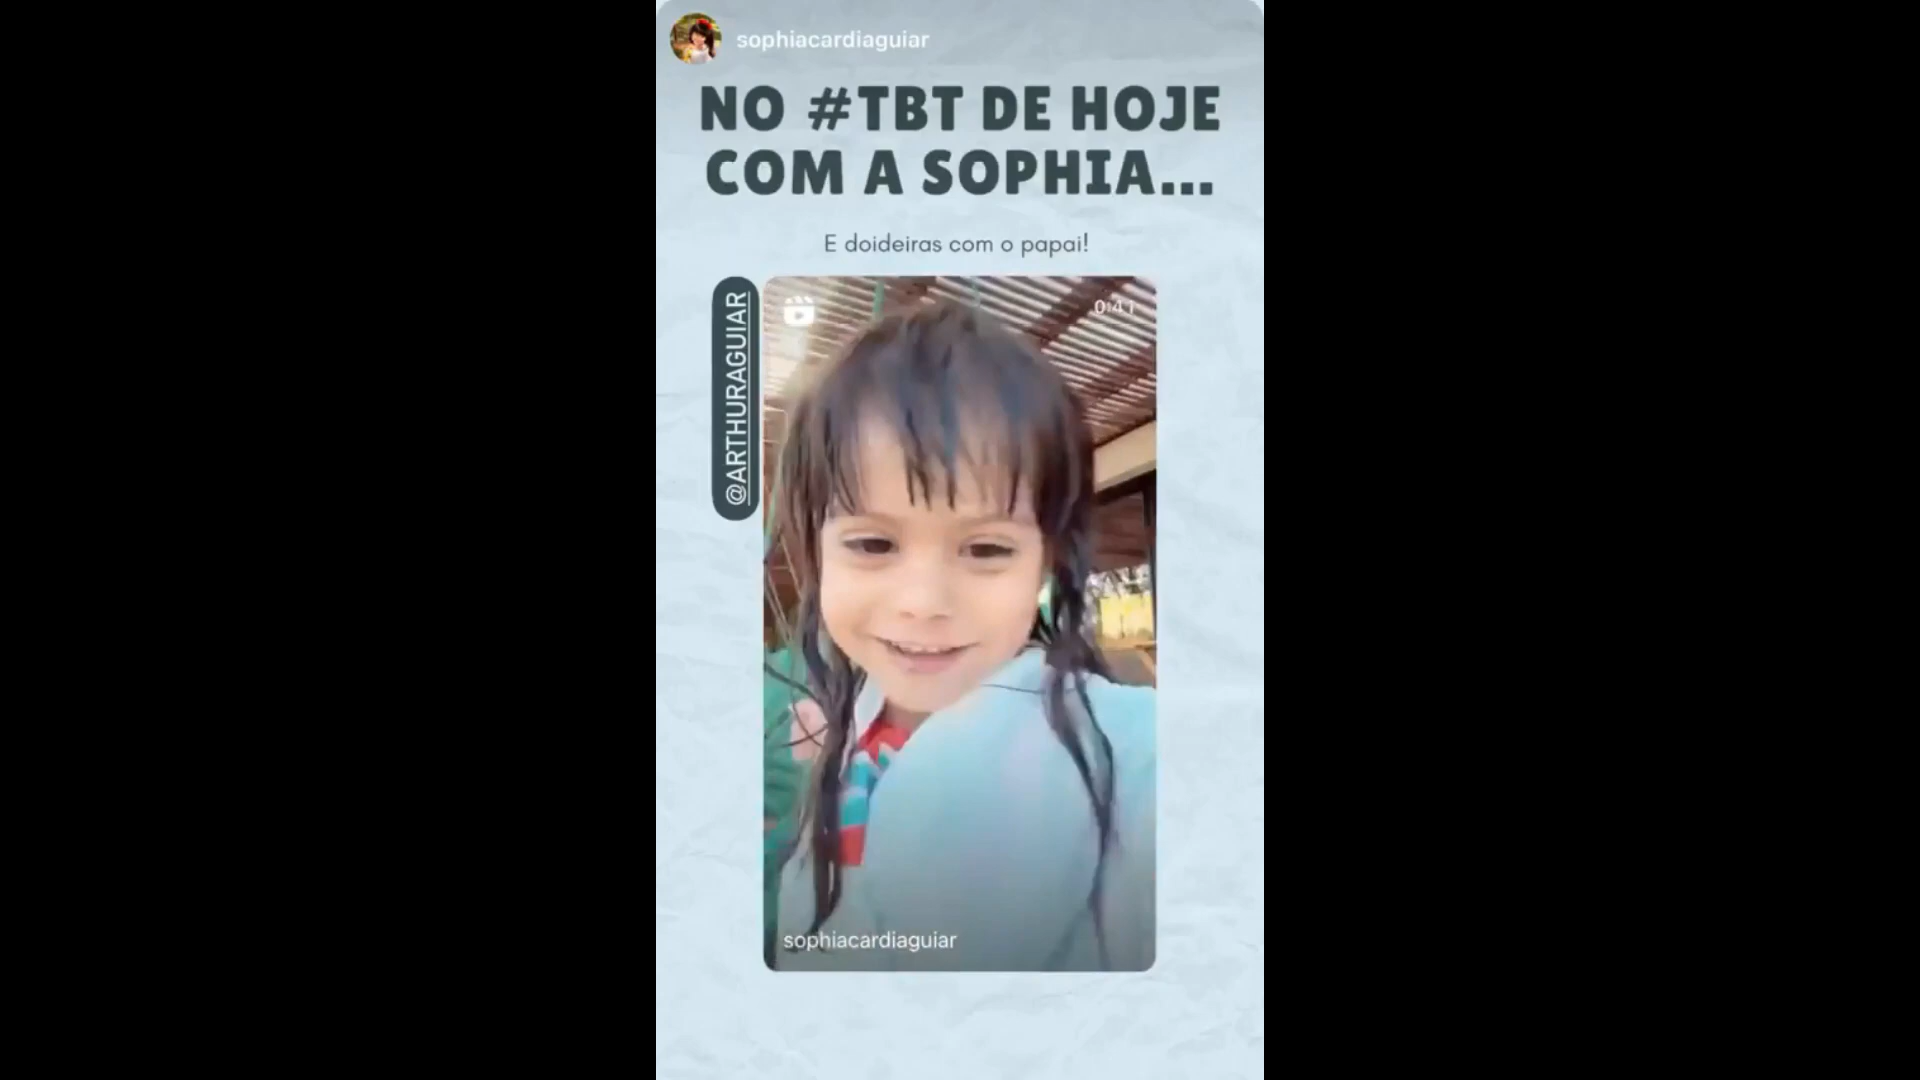 sophiacardiaguiar
NO #TBT DE HOJE
COM A SOPHIA...
E doideiras com o papai!
@ARTHURAGUIAR
0:41
sophiacardiaguiar